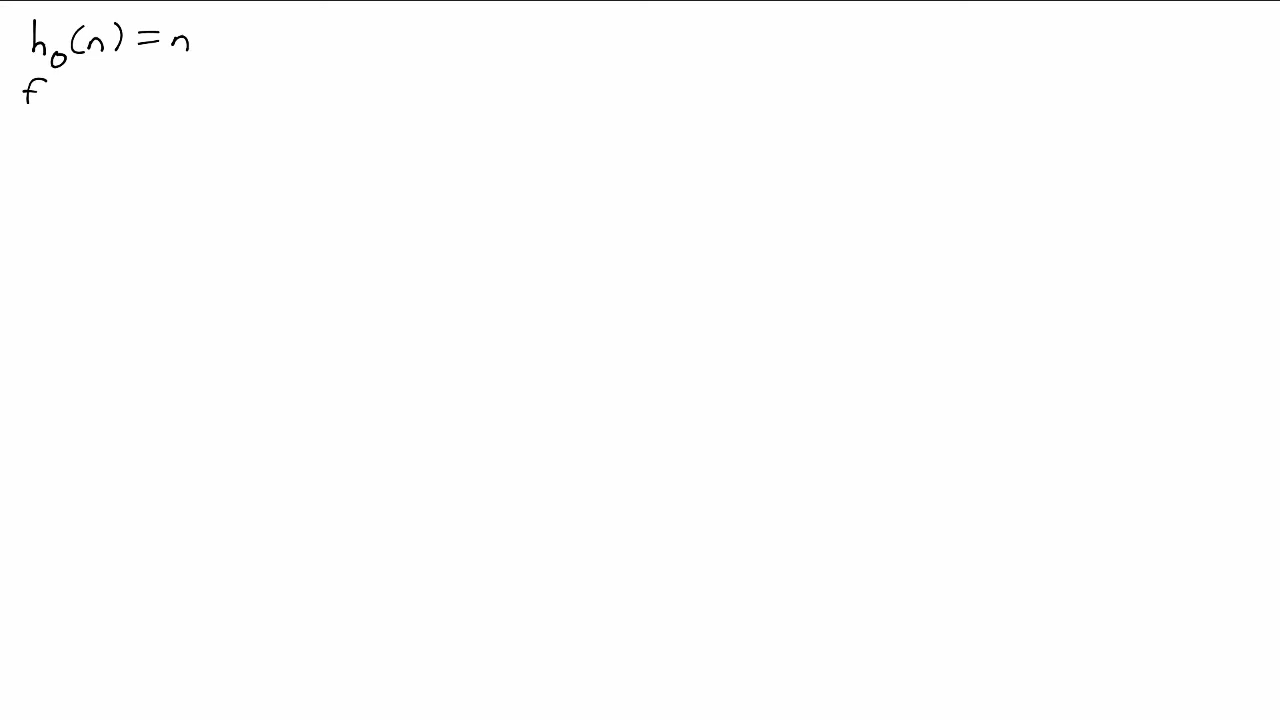 h₀(n) = n
f